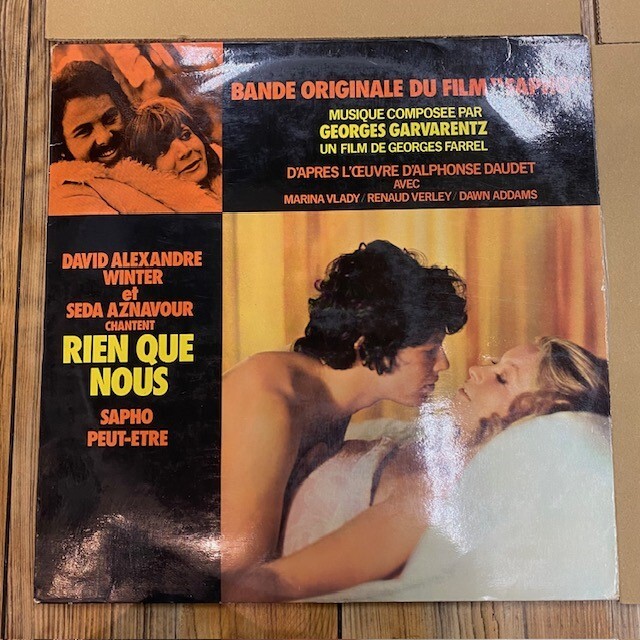 BANDE ORIGINALE DU FILM "SAPHO"
MUSIQUE COMPOSEE PAR
GEORGES GARVARENTZ
UN FILM DE GEORGES FARREL
D'APRES L'ŒUVRE D'ALPHONSE DAUDET
AVEC
MARINA VLADY / RENAUD VERLEY / DAWN ADDAMS
DAVID ALEXANDRE
WINTER
et
SEDA AZNAVOUR
CHANTENT
RIEN QUE
NOUS
SAPHO
PEUT-ETRE